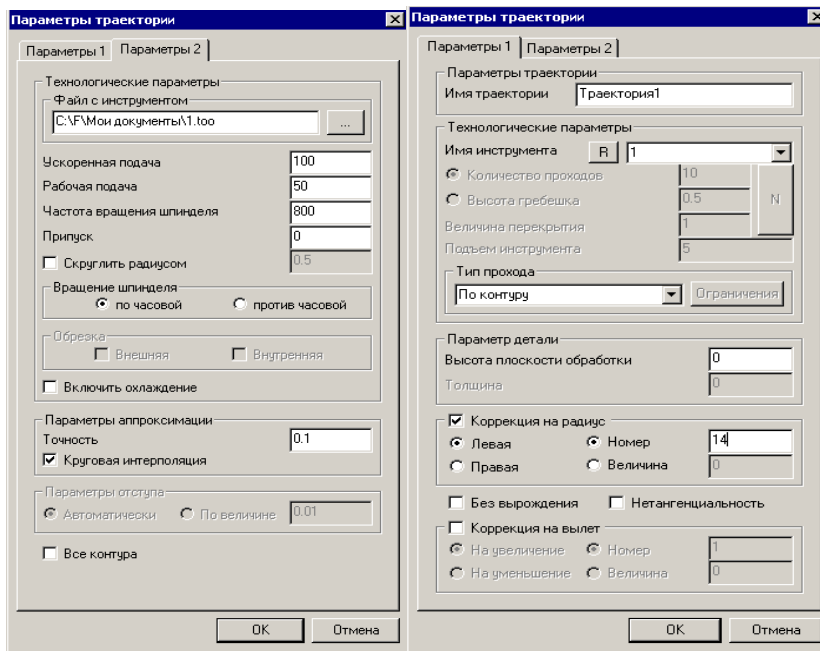 Параметры траектории
Параметры 1 Параметры 2
Технологические параметры
Файл с инструментом
C:\F\Мои документы\1.too ...
Ускоренная подача 100
Рабочая подача 50
Частота вращения шпинделя 800
Припуск 0
Скруглить радиусом 0.5
Вращение шпинделя
по часовой против часовой
Обрезка
Внешняя Внутренняя
Включить охлаждение
Параметры аппроксимации
Точность 0.1
Круговая интерполяция
Параметры отступа
Автоматически По величине 0.01
Все контура
OK Отмена
Параметры траектории
Параметры 1 Параметры 2
Параметры траектории
Имя траектории Траектория1
Технологические параметры
Имя инструмента R 1
Количество проходов 10
Высота гребешка 0.5 N
Величина перекрытия 1
Подъем инструмента 5
Тип прохода
По контуру Ограничения
Параметр детали
Высота плоскости обработки 0
Толщина 0
Коррекция на радиус
Левая Номер 14
Правая Величина 0
Без вырождения Нетангенциальность
Коррекция на вылет
На увеличение Номер 1
На уменьшение Величина 0
OK Отмена